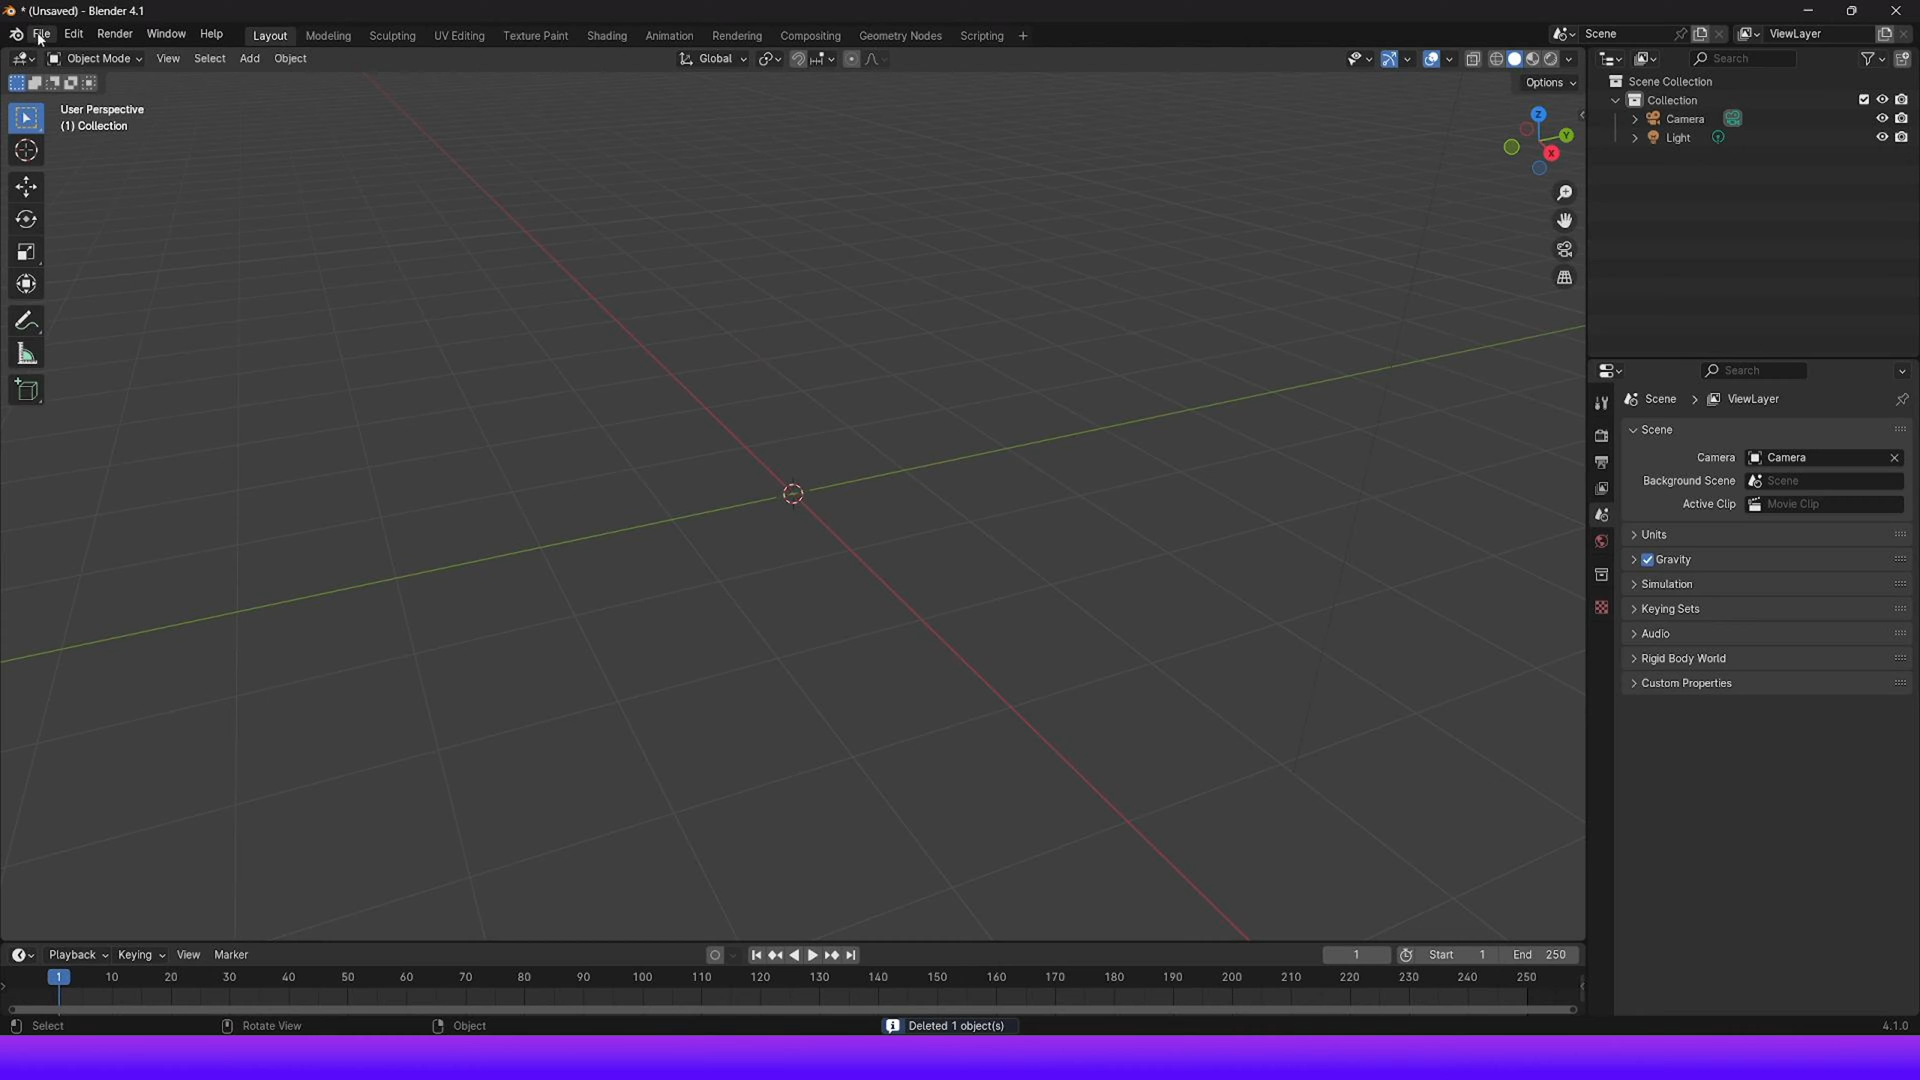 * (Unsaved) - Blender 4.1
File Edit Render Window Help Layout Modeling Sculpting UV Editing Texture Paint Shading Animation Rendering Compositing Geometry Nodes Scripting + Scene ViewLayer
Object Mode View Select Add Object Global Search
Options
User Perspective
(1) Collection
Z
Y
X
Scene Collection
Collection
Camera
Light
Search
Scene > ViewLayer
Scene
Camera Camera
Background Scene Scene
Active Clip Movie Clip
Units
Gravity
Simulation
Keying Sets
Audio
Rigid Body World
Custom Properties
Playback Keying View Marker 1 Start 1 End 250
1 10 20 30 40 50 60 70 80 90 100 110 120 130 140 150 160 170 180 190 200 210 220 230 240 250
Select Rotate View Object Deleted 1 object(s) 4.1.0